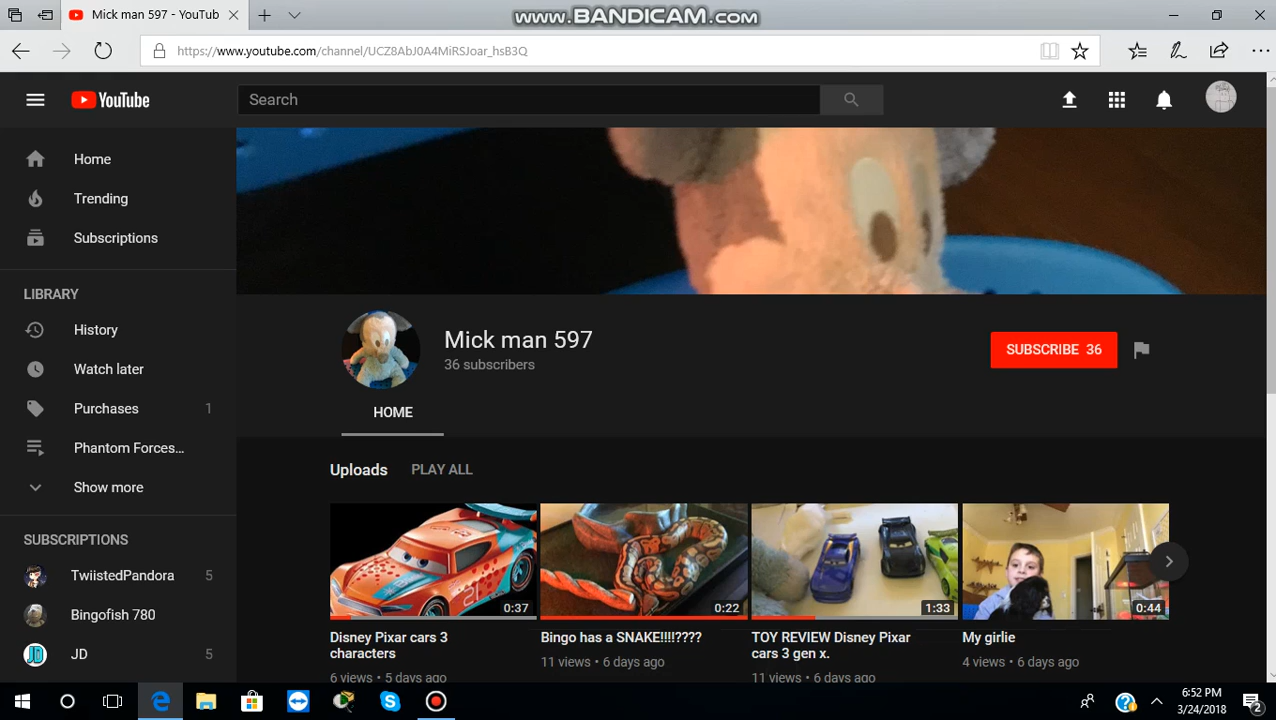 Mick man 597 - YouTub
www.BANDICAM.com
https://www.youtube.com/channel/UCZ8AbJ0A4MiRSJoar_hsB3Q
YouTube
Search
Home
Trending
Subscriptions
LIBRARY
History
Watch later
Purchases 1
Phantom Forces...
Show more
SUBSCRIPTIONS
TwiistedPandora 5
Bingofish 780
JD 5
Mick man 597
36 subscribers
SUBSCRIBE 36
HOME
Uploads PLAY ALL
21
0:37
0:22
1:33
0:44
Disney Pixar cars 3
characters
6 views • 5 days ago
Bingo has a SNAKE!!!!????
11 views • 6 days ago
TOY REVIEW Disney Pixar
cars 3 gen x.
11 views • 6 days ago
My girlie
4 views • 6 days ago
6:52 PM
3/24/2018
2